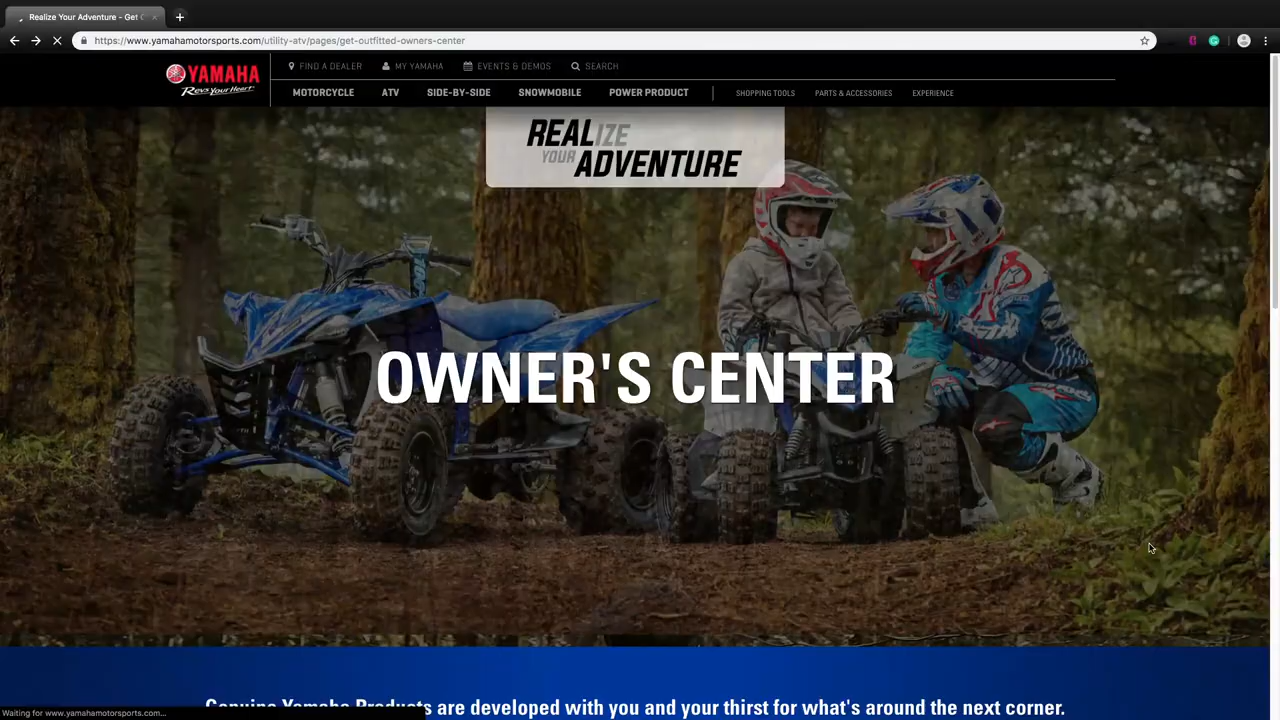 Realize Your Adventure - Get
https://www.yamahamotorsports.com/utility-atv/pages/get-outfitted-owners-center
YAMAHA
Revs Your Heart
FIND A DEALER
MY YAMAHA
EVENTS & DEMOS
SEARCH
MOTORCYCLE
ATV
SIDE-BY-SIDE
SNOWMOBILE
POWER PRODUCT
SHOPPING TOOLS
PARTS & ACCESSORIES
EXPERIENCE
REALIZE
YOUR ADVENTURE
OWNER'S CENTER
Genuine Yamaha Products are developed with you and your thirst for what's around the next corner.
Waiting for www.yamahamotorsports.com...